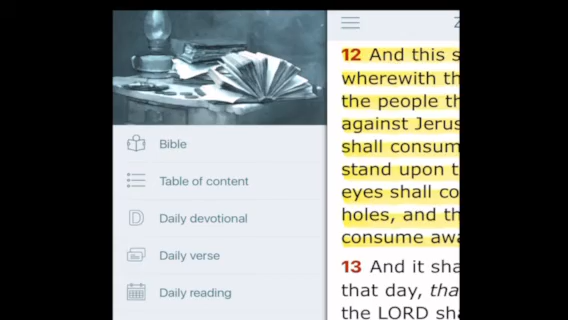 Bible
Table of content
Daily devotional
Daily verse
Daily reading
12 And this s
wherewith th
the people th
against Jerus
shall consum
stand upon t
eyes shall co
holes, and th
consume awa
13 And it sha
that day, tha
the LORD sha